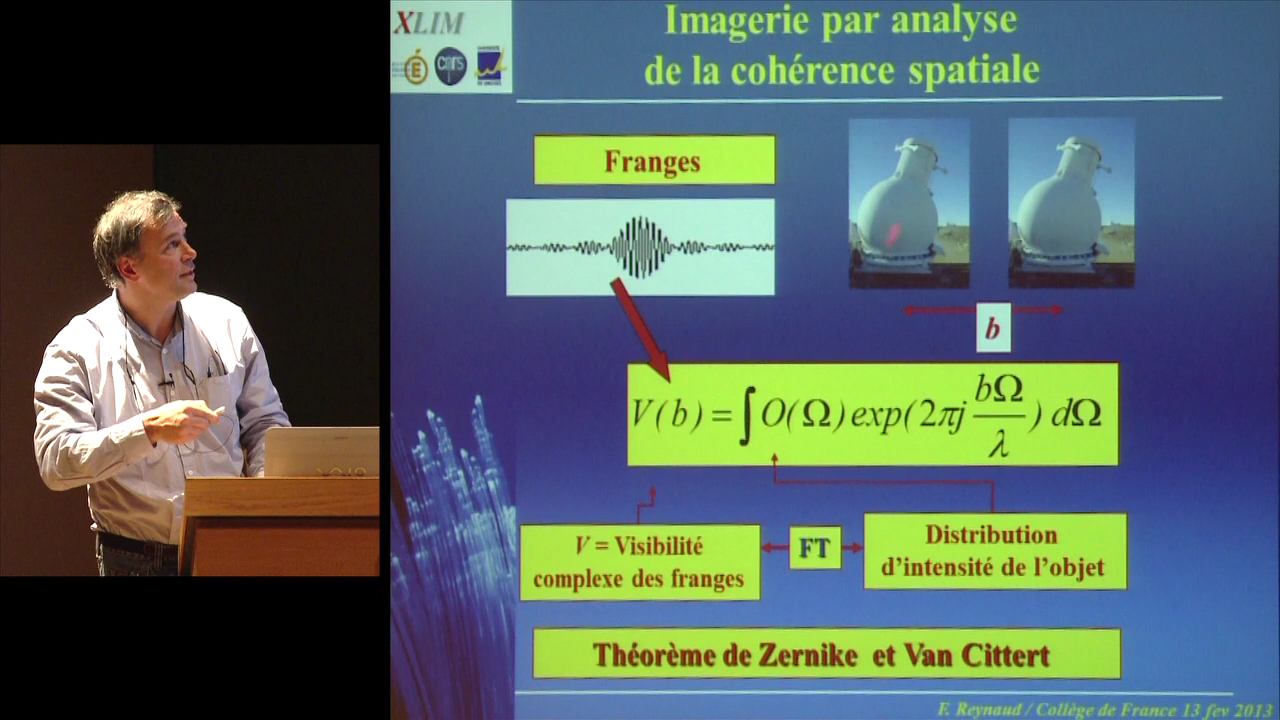 XLIM
cnrs
Imagerie par analyse
de la cohérence spatiale
Franges
b
V(b) = ∫ O(Ω) exp(2πj bΩ/λ) dΩ
V = Visibilité
complexe des franges
FT
Distribution
d'intensité de l'objet
Théorème de Zernike et Van Cittert
F. Reynaud / Collège de France 13 fev 2013